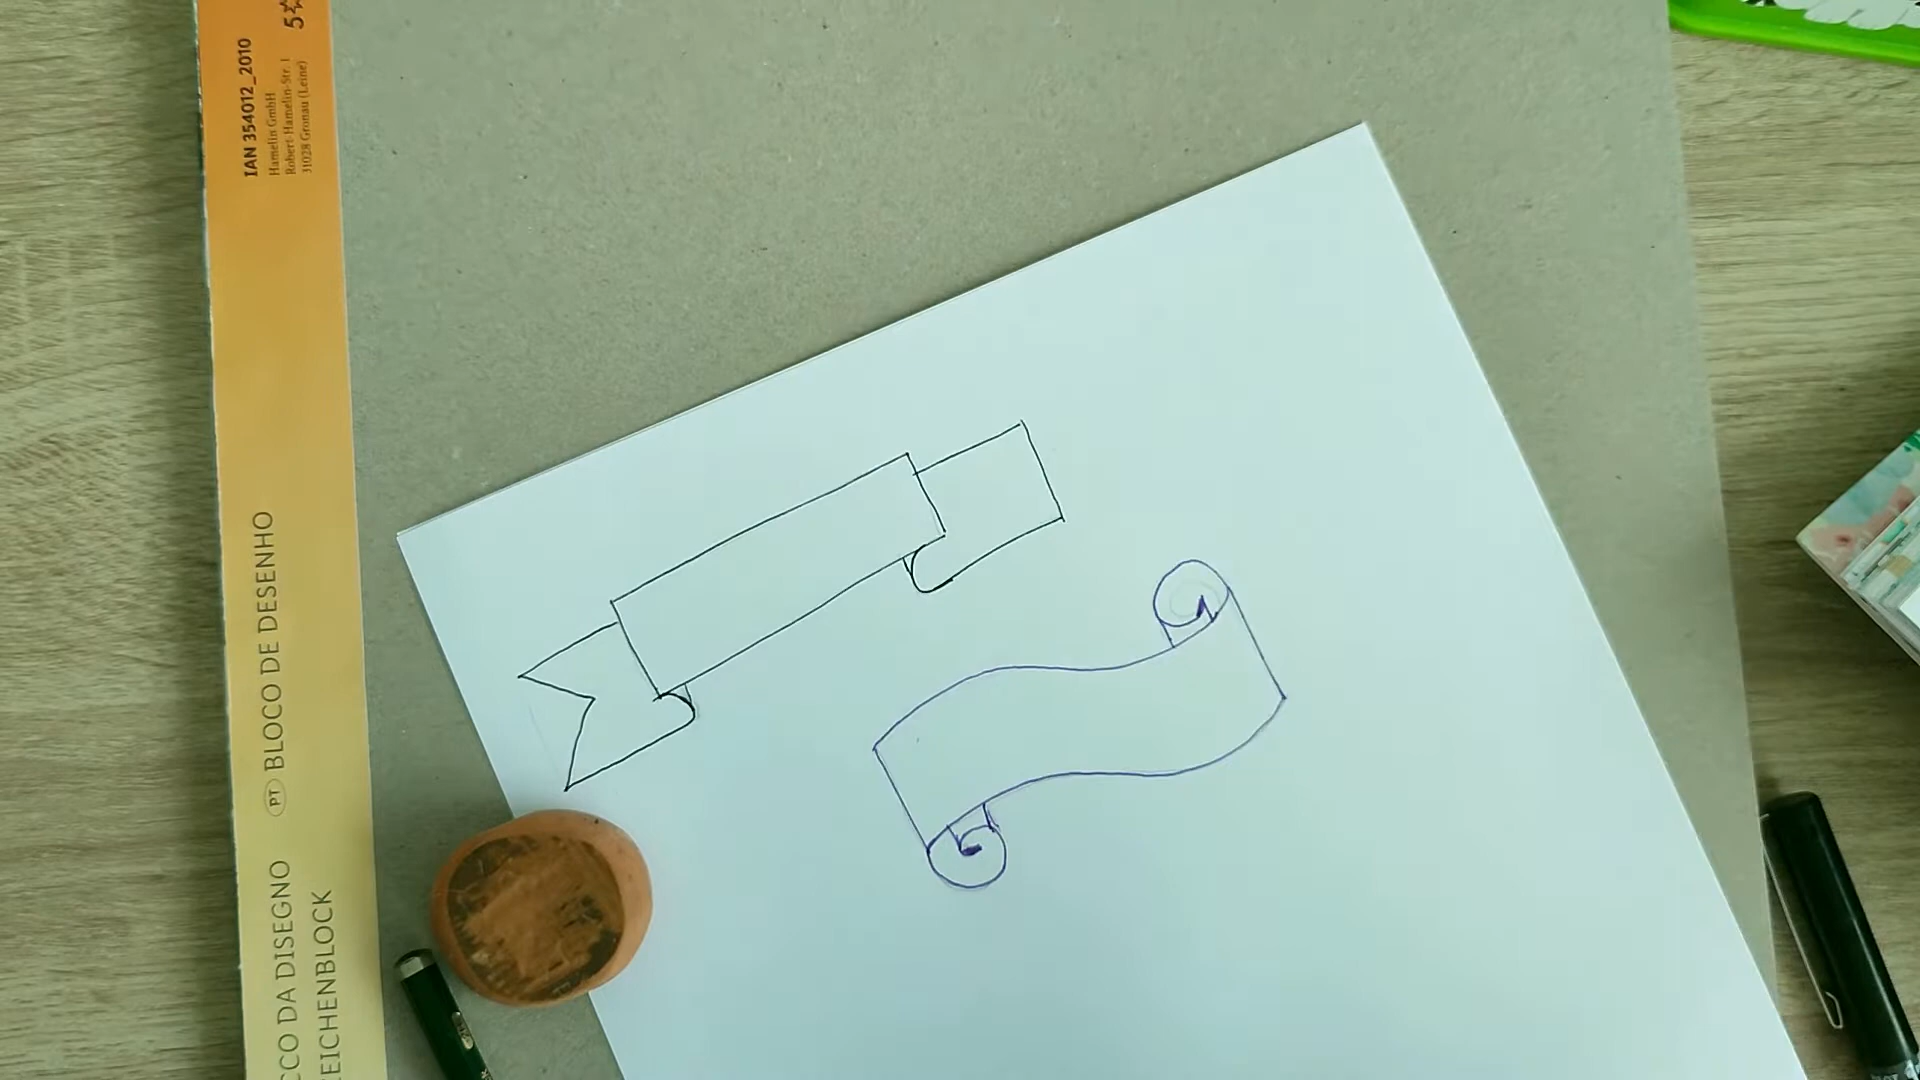 5
IAN 354012_2010
Hamelin GmbH
Robert-Hamelin-Str. 1
31028 Gronau (Leine)
PT BLOCO DE DESENHO
CCO DA DISEGNO
EICHENBLOCK